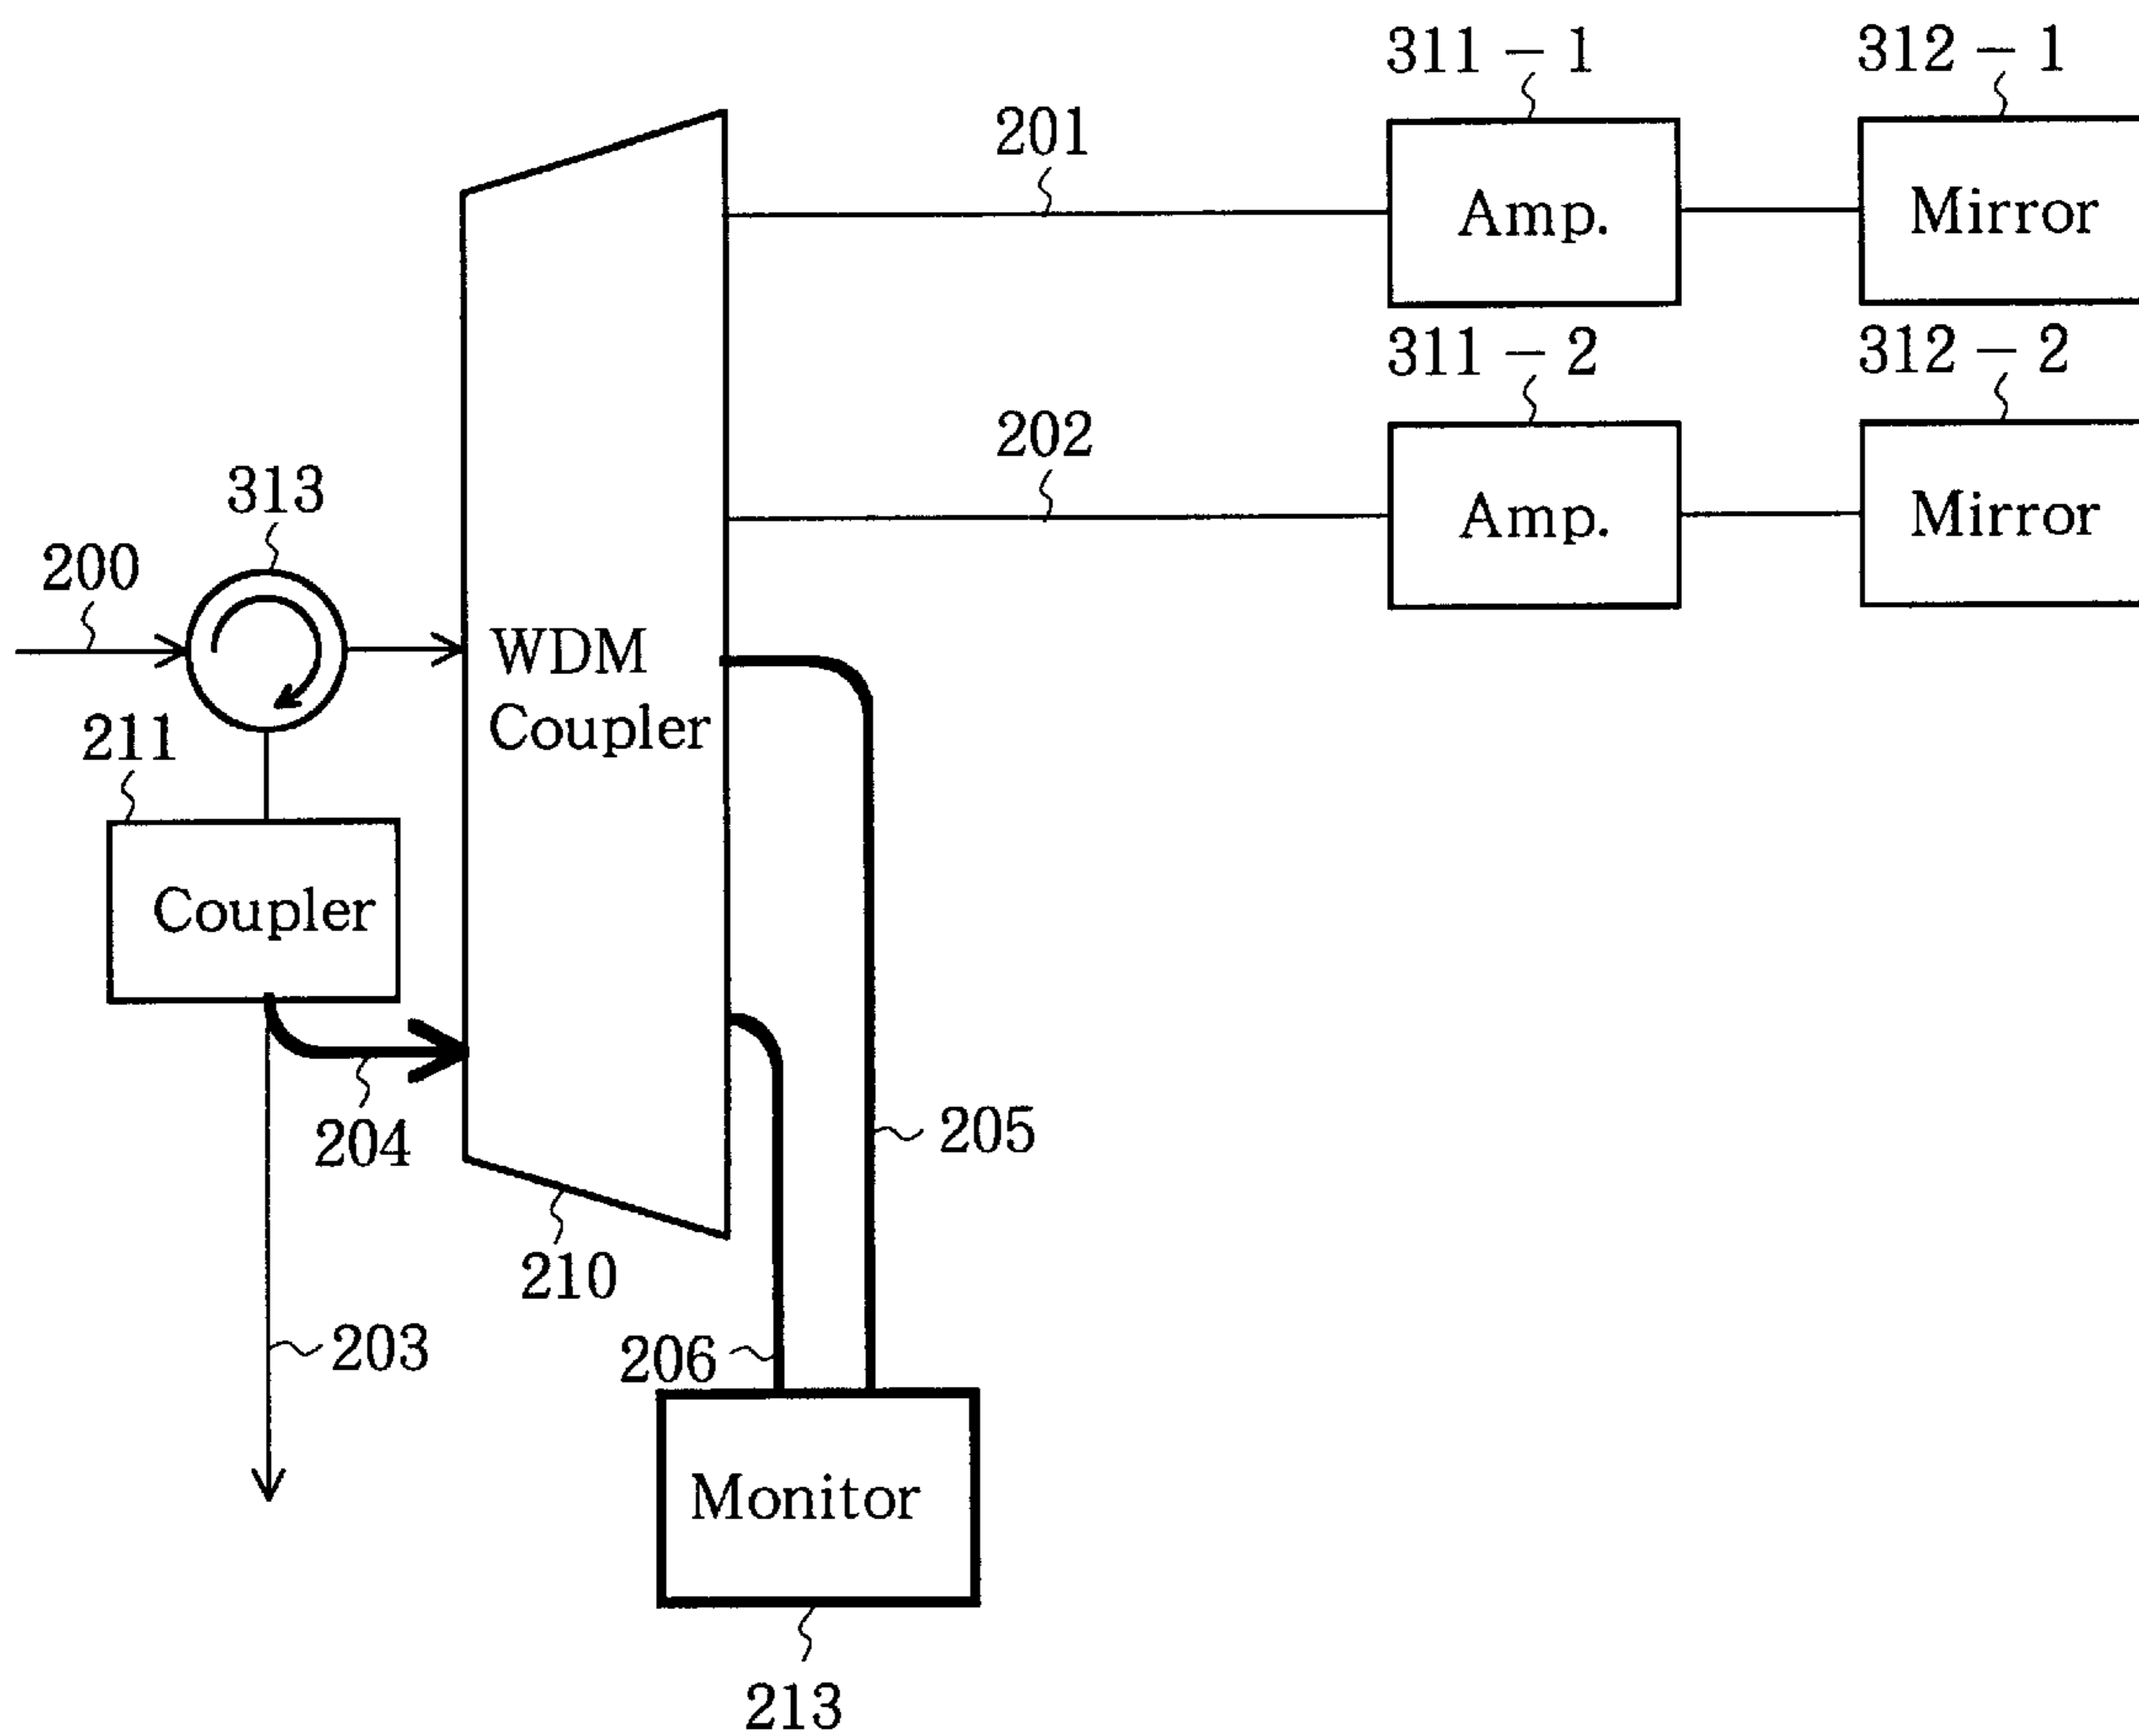 311-1
312-1
201
Amp.
Mirror
311-2
312-2
202
Amp.
Mirror
313
200
WDM
Coupler
211
Coupler
204
205
210
203
206
Monitor
213